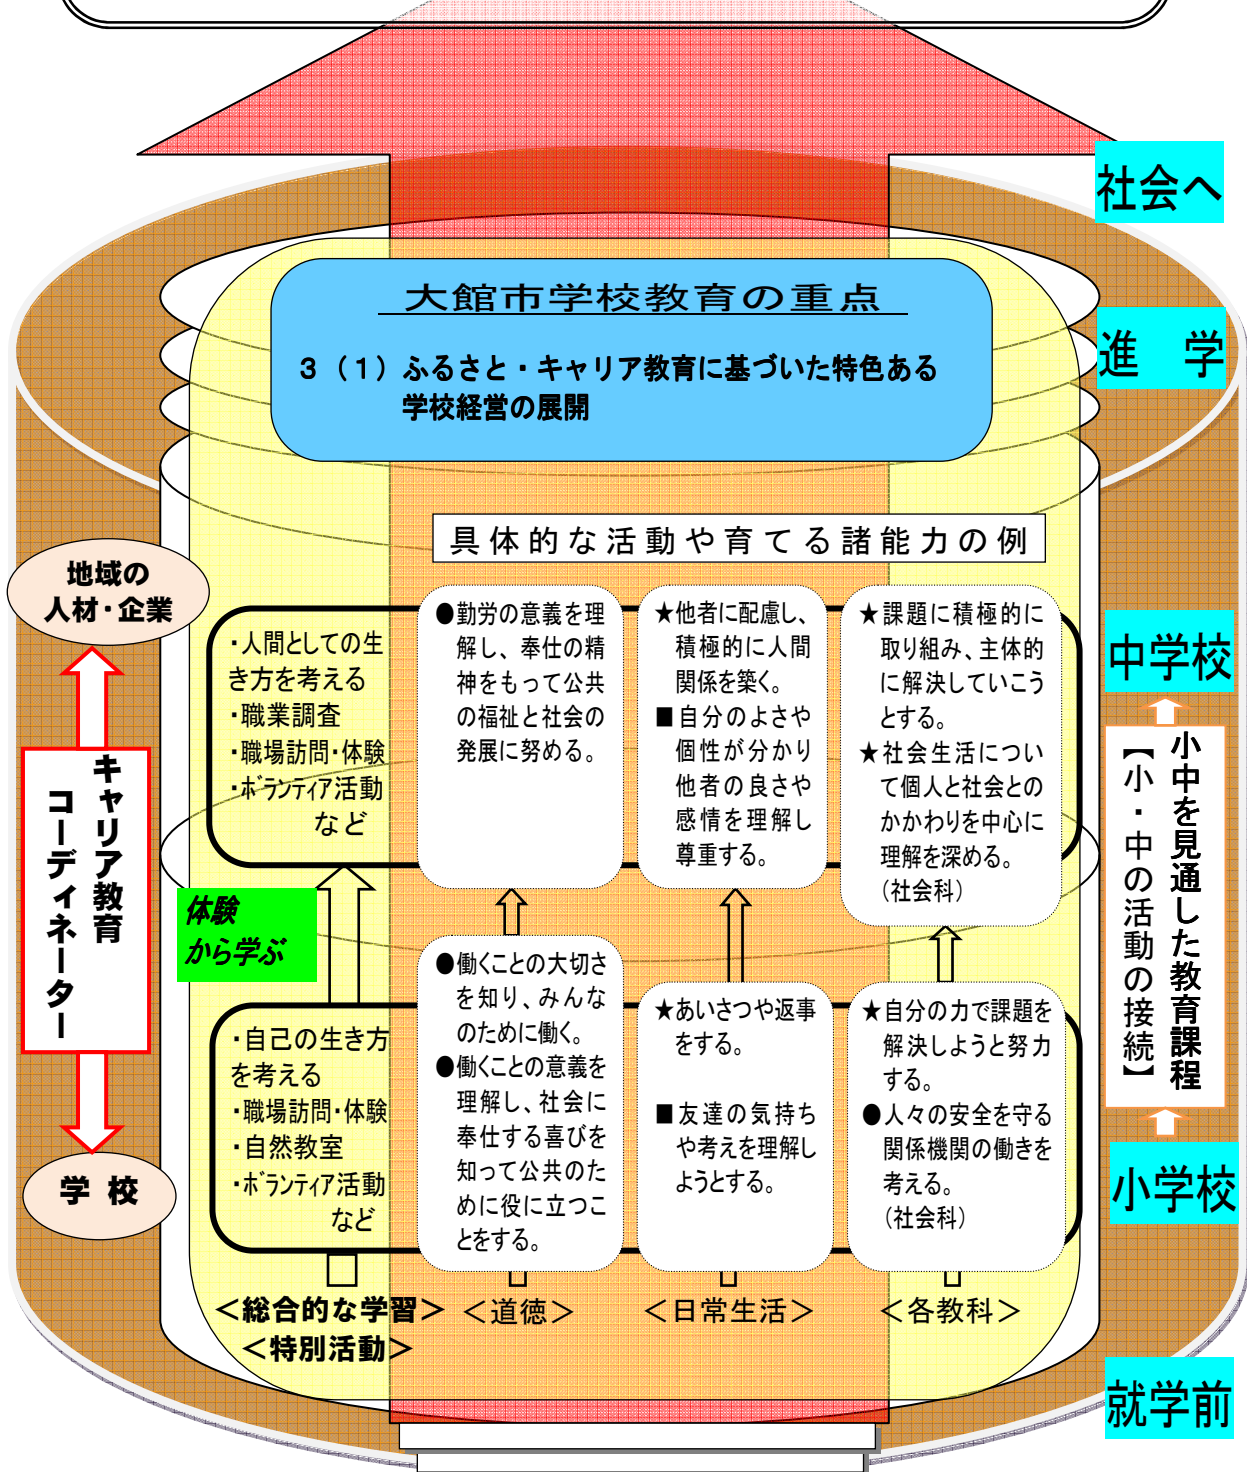 社会へ
大館市学校教育の重点
３（１）ふるさと・キャリア教育に基づいた特色ある
学校経営の展開
進　学
具体的な活動や育てる諸能力の例
地域の
人材・企業
キャリア教育
コーディネーター
学 校
・人間としての生
き方を考える
・職業調査
・職場訪問・体験
・ボランティア活動
など
●勤労の意義を理
解し、奉仕の精
神をもって公共
の福祉と社会の
発展に努める。
★他者に配慮し、
積極的に人間
関係を築く。
■自分のよさや
個性が分かり
他者の良さや
感情を理解し
尊重する。
★課題に積極的に
取り組み、主体的
に解決していこう
とする。
★社会生活につい
て個人と社会との
かかわりを中心に
理解を深める。
（社会科）
中学校
小中を見通した教育課程
【小・中の活動の接続】
体験
から学ぶ
・自己の生き方
を考える
・職場訪問・体験
・自然教室
・ボランティア活動
など
●働くことの大切さ
を知り、みんな
のために働く。
●働くことの意義を
理解し、社会に
奉仕する喜びを
知って公共のた
めに役に立つこ
とをする。
★あいさつや返事
をする。
■友達の気持ち
や考えを理解し
ようとする。
★自分の力で課題を
解決しようと努力
する。
●人々の安全を守る
関係機関の働きを
考える。
（社会科）
小学校
＜総合的な学習＞
＜特別活動＞
＜道徳＞
＜日常生活＞
＜各教科＞
就学前